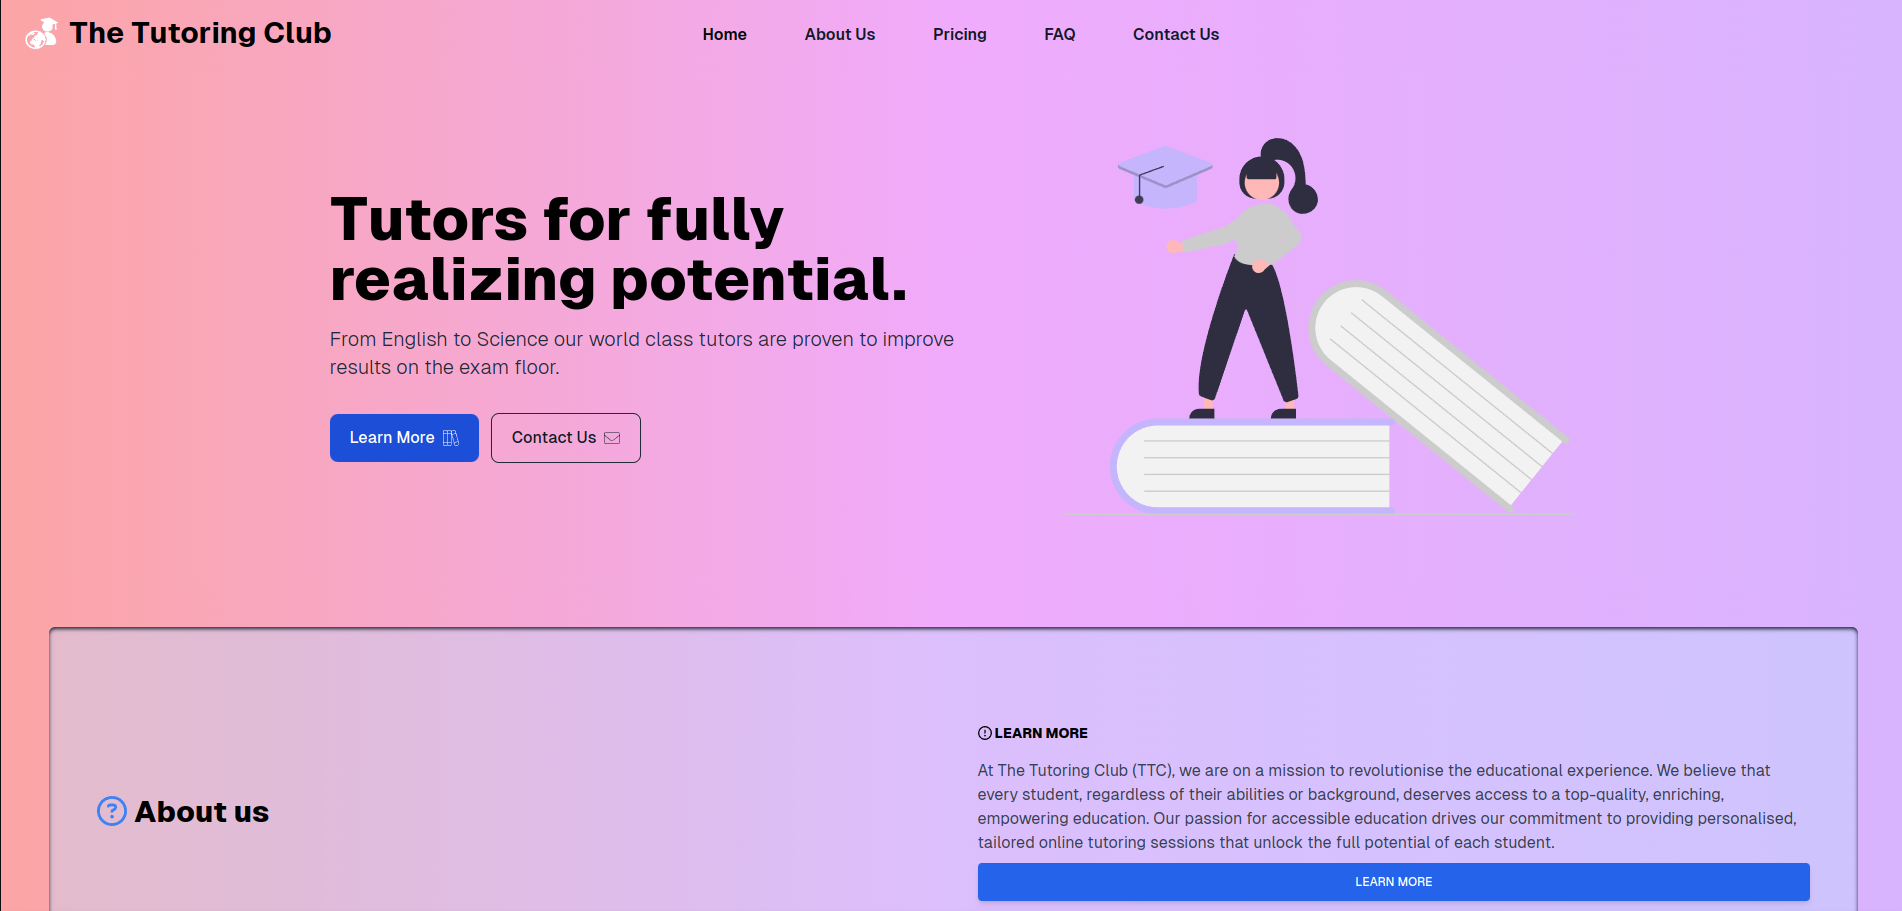 The Tutoring Club
Home
About Us
Pricing
FAQ
Contact Us
Tutors for fully
realizing potential.
From English to Science our world class tutors are proven to improve
results on the exam floor.
Learn More
Contact Us
About us
LEARN MORE
At The Tutoring Club (TTC), we are on a mission to revolutionise the educational experience. We believe that
every student, regardless of their abilities or background, deserves access to a top-quality, enriching,
empowering education. Our passion for accessible education drives our commitment to providing personalised,
tailored online tutoring sessions that unlock the full potential of each student.
LEARN MORE